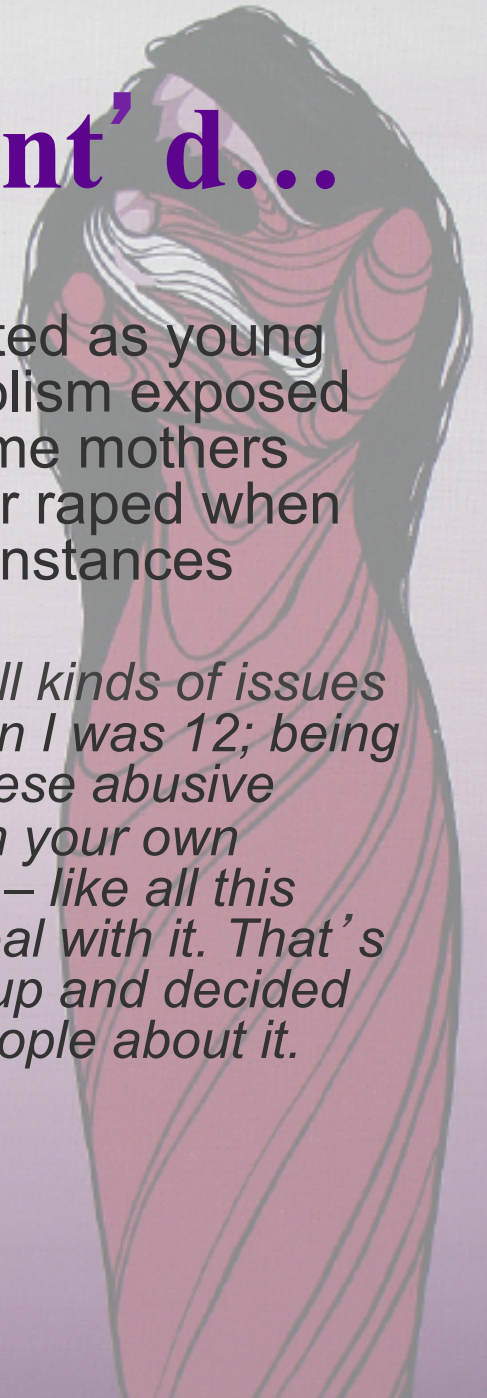 nt’d…
ted as young
olism exposed
me mothers
r raped when
nstances
ll kinds of issues
n I was 12; being
ese abusive
n your own
– like all this
eal with it. That’s
up and decided
ople about it.